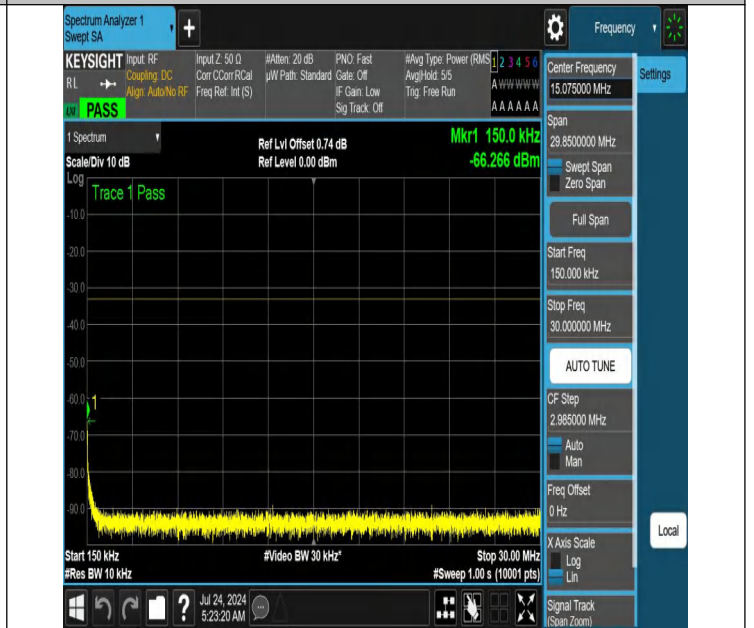 Spectrum Analyzer 1
Swept SA
+
Frequency
KEYSIGHT
Input: RF
Coupling: DC
Align: Auto/No RF
Input Z: 50 Ω
Corr CCorr RCal
Freq Ref: Int (S)
#Atten: 20 dB
µW Path: Standard
PNO: Fast
Gate: Off
IF Gain: Low
Sig Track: Off
#Avg Type: Power (RMS
Avg|Hold: 5/5
Trig: Free Run
1 2 3 4 5 6
A W W W W W
A A A A A A
RL
PASS
1 Spectrum
Scale/Div 10 dB
Ref Lvl Offset 0.74 dB
Ref Level 0.00 dBm
Mkr1 150.0 kHz
-66.266 dBm
Log
Trace 1 Pass
-10.0
-20.0
-30.0
-40.0
-50.0
-60.0
-70.0
-80.0
-90.0
1
Start 150 kHz
#Res BW 10 kHz
#Video BW 30 kHz*
Stop 30.00 MHz
#Sweep 1.00 s (10001 pts)
Jul 24, 2024
5:23:20 AM
?
Center Frequency
15.075000 MHz
Settings
Span
29.8500000 MHz
Swept Span
Zero Span
Full Span
Start Freq
150.000 kHz
Stop Freq
30.000000 MHz
AUTO TUNE
CF Step
2.985000 MHz
Auto
Man
Freq Offset
0 Hz
X Axis Scale
Log
Lin
Local
Signal Track
(Span Zoom)